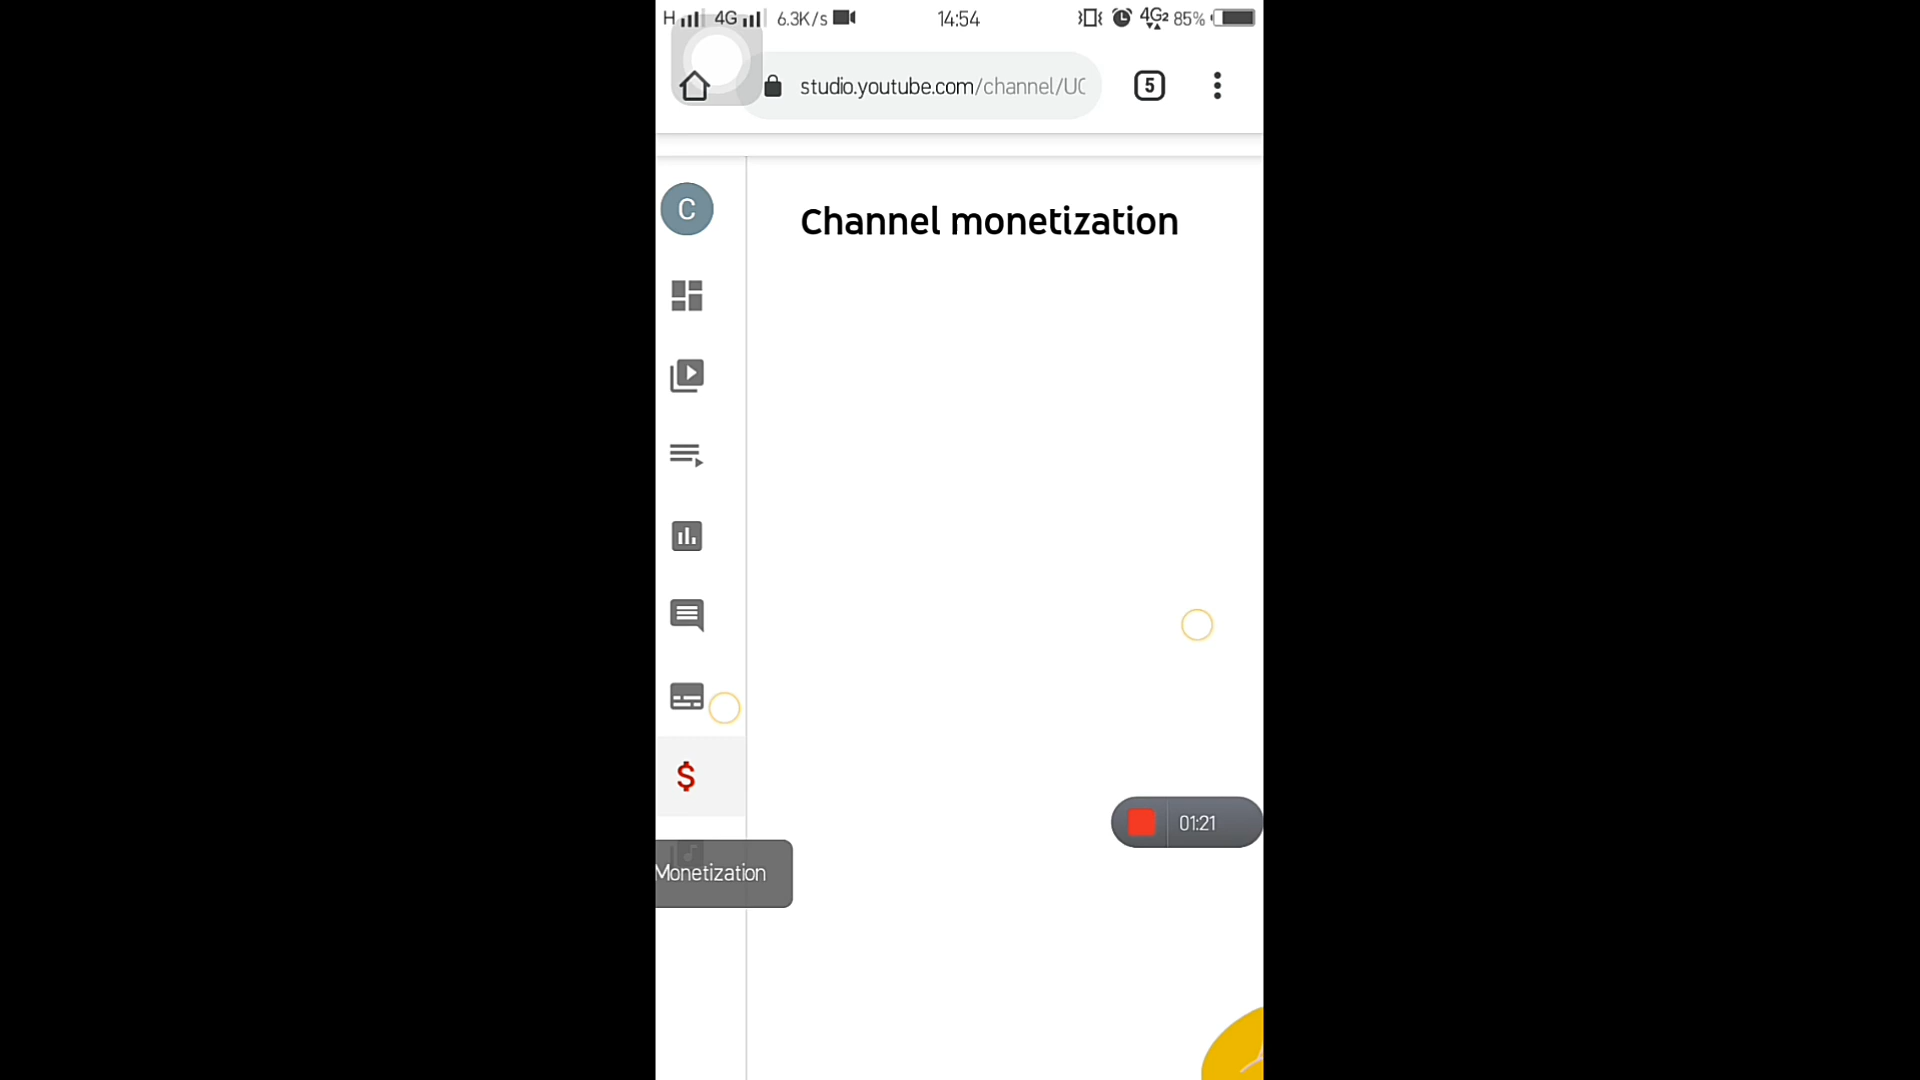 H 4G 6.3K/s 14:54 4G2 85%
studio.youtube.com/channel/UC
5
C
Channel monetization
$
01:21
Monetization